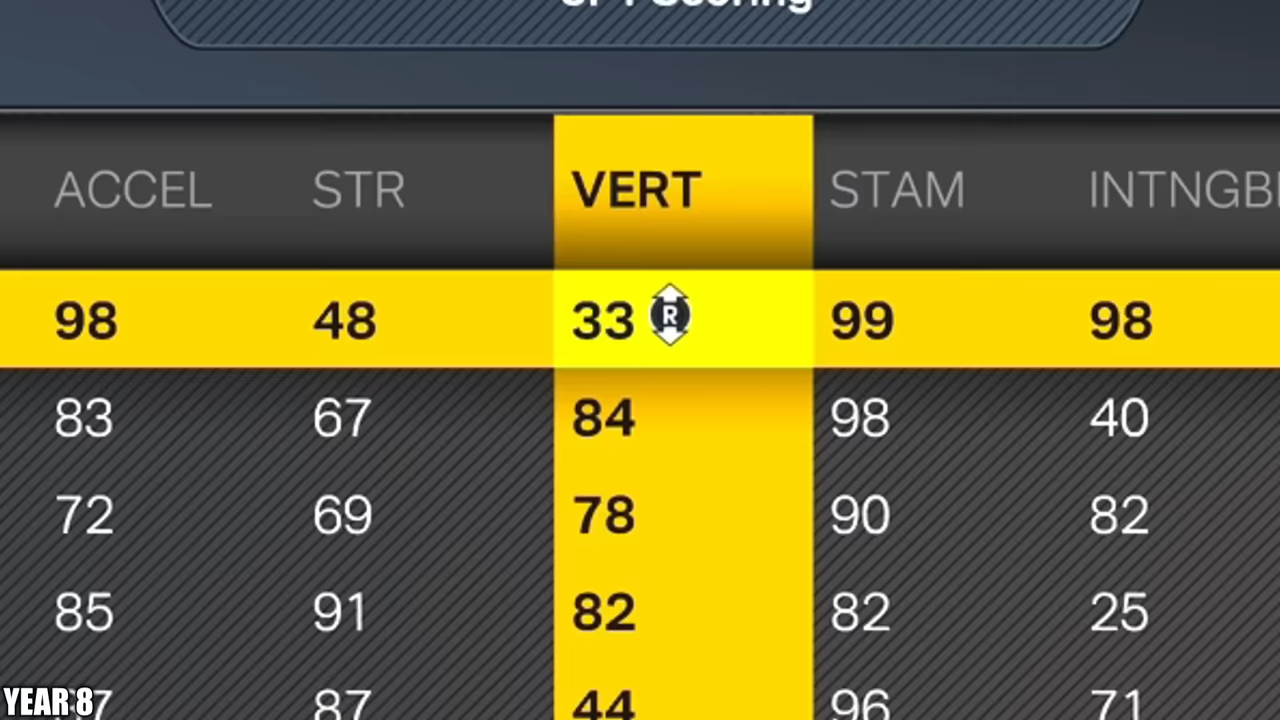 Scoring
ACCEL STR VERT STAM
98 48 33 R 99 98
83 67 84 98 40
72 69 78 90 82
85 91 82 82 25
87 44 96 71
YEAR 8